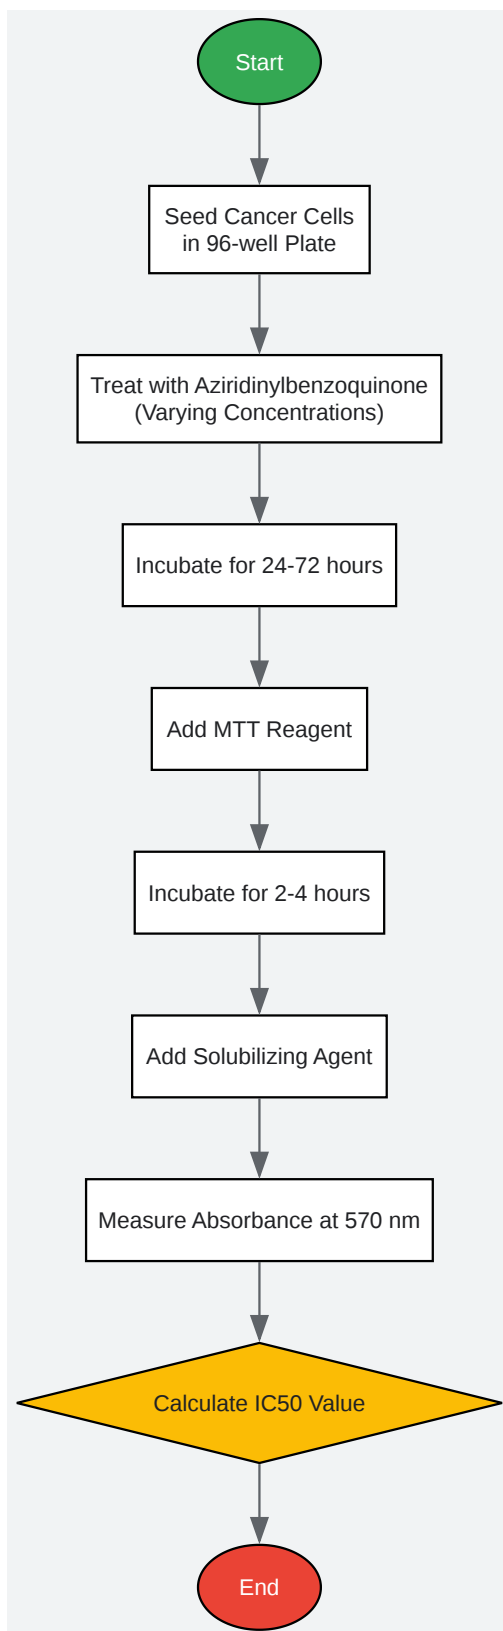 Start
Seed Cancer Cells
in 96-well Plate
Treat with Aziridinylbenzoquinone
(Varying Concentrations)
Incubate for 24-72 hours
Add MTT Reagent
Incubate for 2-4 hours
Add Solubilizing Agent
Measure Absorbance at 570 nm
Calculate IC50 Value
End